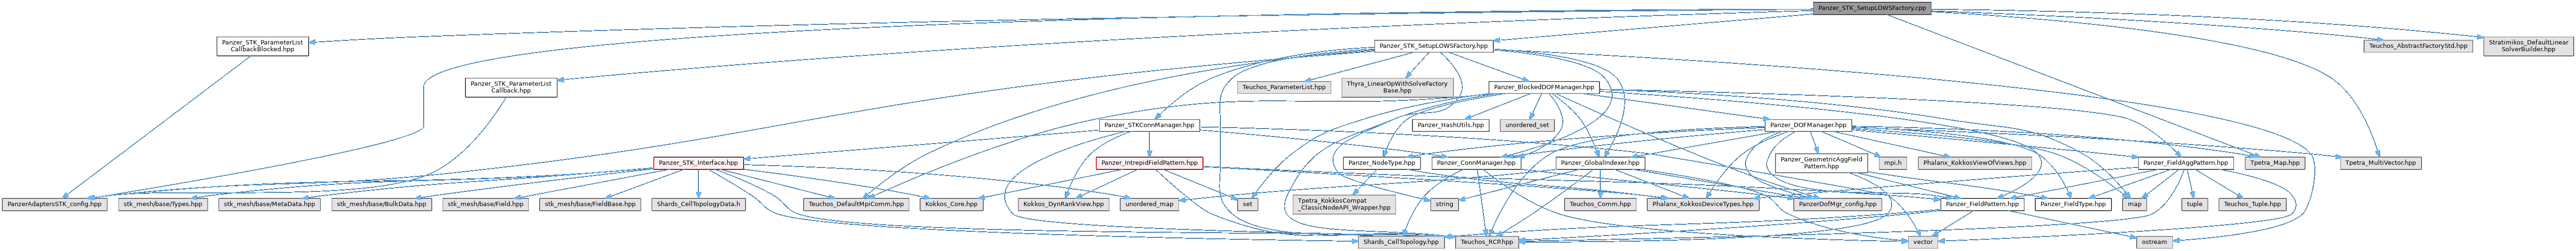 Panzer_STK_SetupLOWSFactory.cpp
Panzer_STK_ParameterList
CallbackBlocked.hpp
Panzer_STK_SetupLOWSFactory.hpp
Teuchos_AbstractFactoryStd.hpp
Stratimikos_DefaultLinear
SolverBuilder.hpp
Panzer_STK_ParameterList
Callback.hpp
Teuchos_ParameterList.hpp
Thyra_LinearOpWithSolveFactory
Base.hpp
Panzer_BlockedDOFManager.hpp
Panzer_STKConnManager.hpp
Panzer_HashUtils.hpp
unordered_set
Panzer_DOFManager.hpp
Panzer_STK_Interface.hpp
Panzer_IntrepidFieldPattern.hpp
Panzer_NodeType.hpp
Panzer_ConnManager.hpp
Panzer_GlobalIndexer.hpp
Panzer_GeometricAggField
Pattern.hpp
mpi.h
Phalanx_KokkosViewOfViews.hpp
Panzer_FieldAggPattern.hpp
Tpetra_Map.hpp
Tpetra_MultiVector.hpp
PanzerAdaptersSTK_config.hpp
stk_mesh/base/Types.hpp
stk_mesh/base/MetaData.hpp
stk_mesh/base/BulkData.hpp
stk_mesh/base/Field.hpp
stk_mesh/base/FieldBase.hpp
Shards_CellTopologyData.h
Teuchos_DefaultMpiComm.hpp
Kokkos_Core.hpp
Kokkos_DynRankView.hpp
unordered_map
set
Tpetra_KokkosCompat
_ClassicNodeAPI_Wrapper.hpp
string
Teuchos_Comm.hpp
Phalanx_KokkosDeviceTypes.hpp
PanzerDofMgr_config.hpp
Panzer_FieldPattern.hpp
Panzer_FieldType.hpp
map
tuple
Teuchos_Tuple.hpp
Shards_CellTopology.hpp
Teuchos_RCP.hpp
vector
ostream